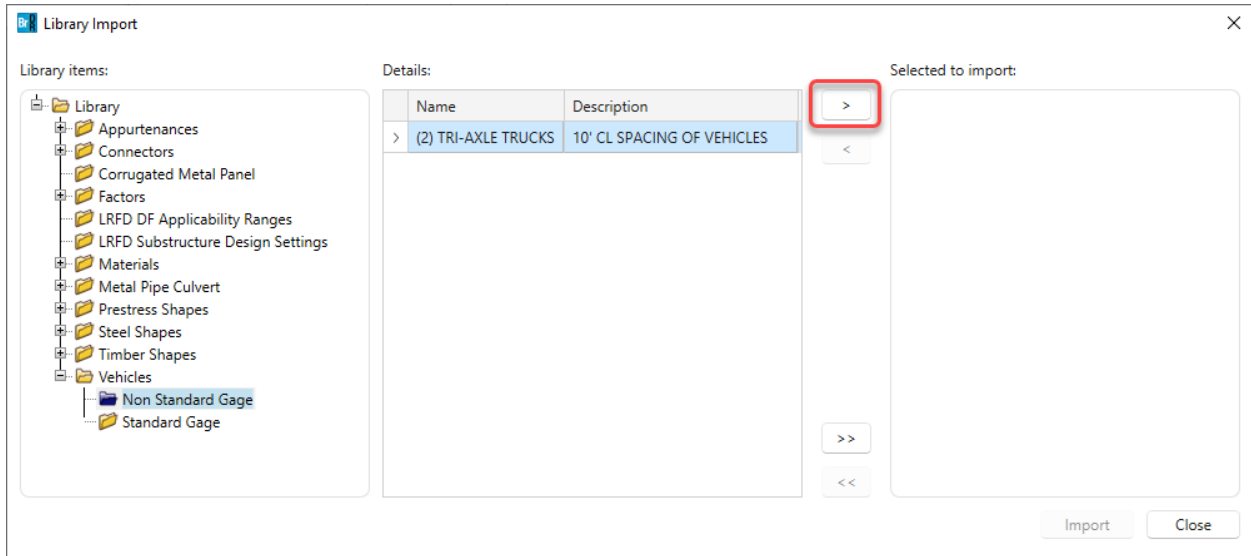 Br DR Library Import
Library items:
Library
Appurtenances
Connectors
Corrugated Metal Panel
Factors
LRFD DF Applicability Ranges
LRFD Substructure Design Settings
Materials
Metal Pipe Culvert
Prestress Shapes
Steel Shapes
Timber Shapes
Vehicles
Non Standard Gage
Standard Gage
Details:
Name Description
(2) TRI-AXLE TRUCKS 10' CL SPACING OF VEHICLES
>
<
>>
<<
Selected to import:
Import Close